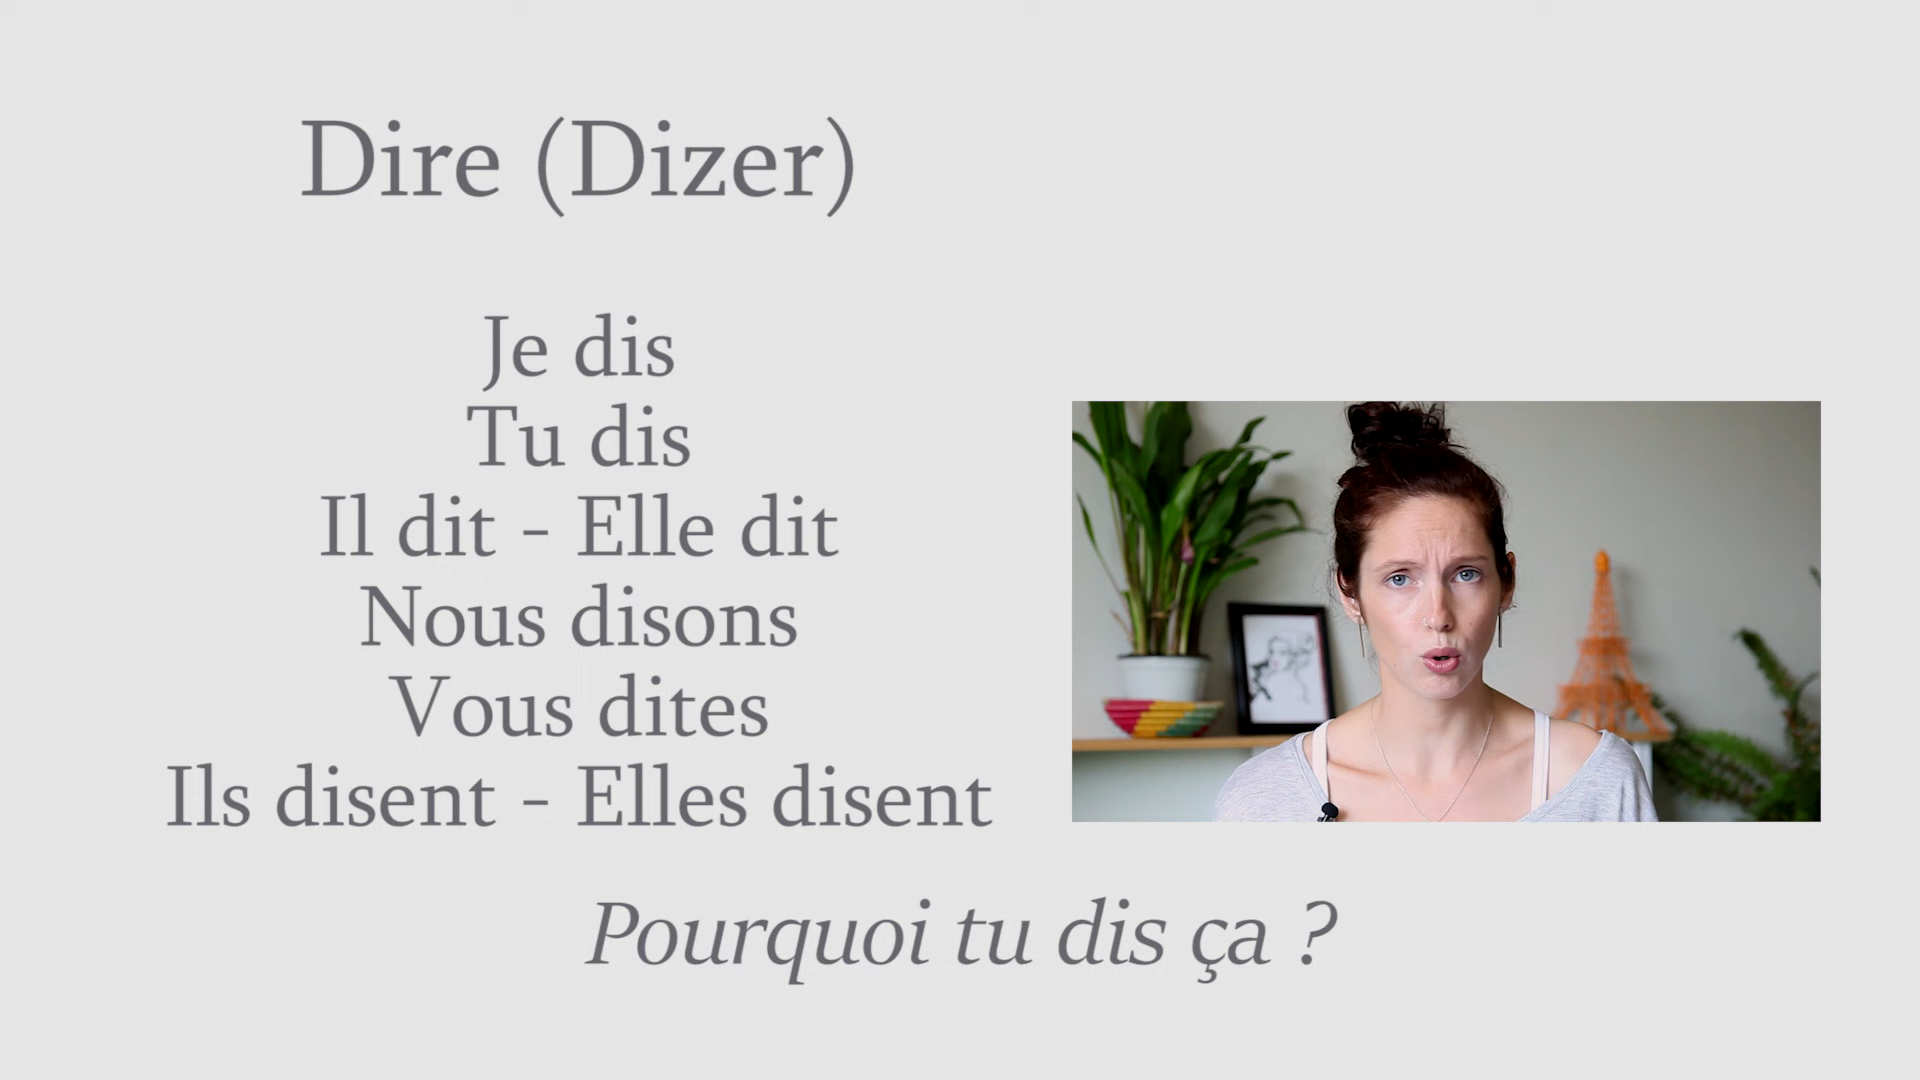 Dire (Dizer)
Je dis
Tu dis
Il dit - Elle dit
Nous disons
Vous dites
Ils disent - Elles disent
Pourquoi tu dis ça ?